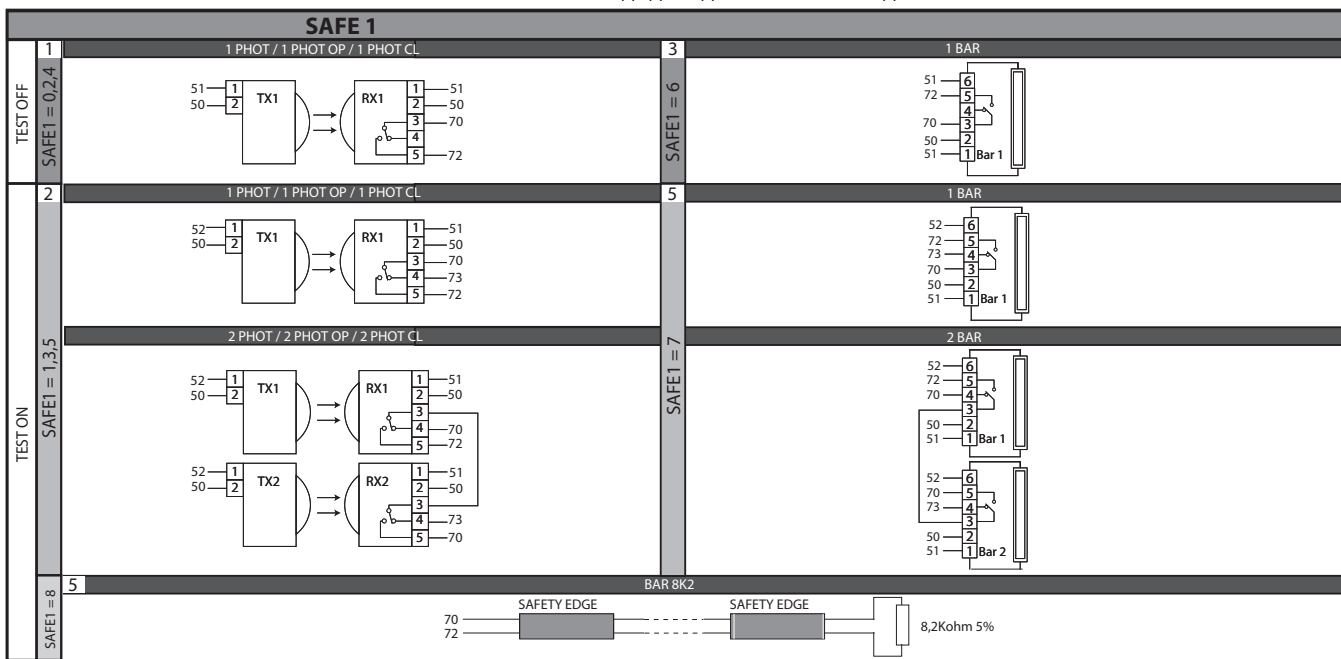 SAFE 1
TEST OFF
1
SAFE1 = 0,2,4
1 PHOT / 1 PHOT OP / 1 PHOT CL
51 1
50 2
TX1
RX1
1 51
2 50
3 70
4
5 72
3
SAFE1 = 6
1 BAR
51 6
72 5
4
70 3
50 2
51 1 Bar 1
TEST ON
2
SAFE1 = 1,3,5
1 PHOT / 1 PHOT OP / 1 PHOT CL
52 1
50 2
TX1
RX1
1 51
2 50
3 70
4 73
5 72
2 PHOT / 2 PHOT OP / 2 PHOT CL
52 1
50 2
TX1
RX1
1 51
2 50
3
4 70
5 72
52 1
50 2
TX2
RX2
1 51
2 50
3
4 73
5 70
5
SAFE1 = 7
1 BAR
52 6
72 5
73 4
70 3
50 2
51 1 Bar 1
2 BAR
52 6
72 5
70 4
3
50 2
51 1 Bar 1
52 6
70 5
73 4
3
50 2
51 1 Bar 2
SAFE1 = 8
5
BAR 8K2
SAFETY EDGE
SAFETY EDGE
70
72
8,2Kohm 5%